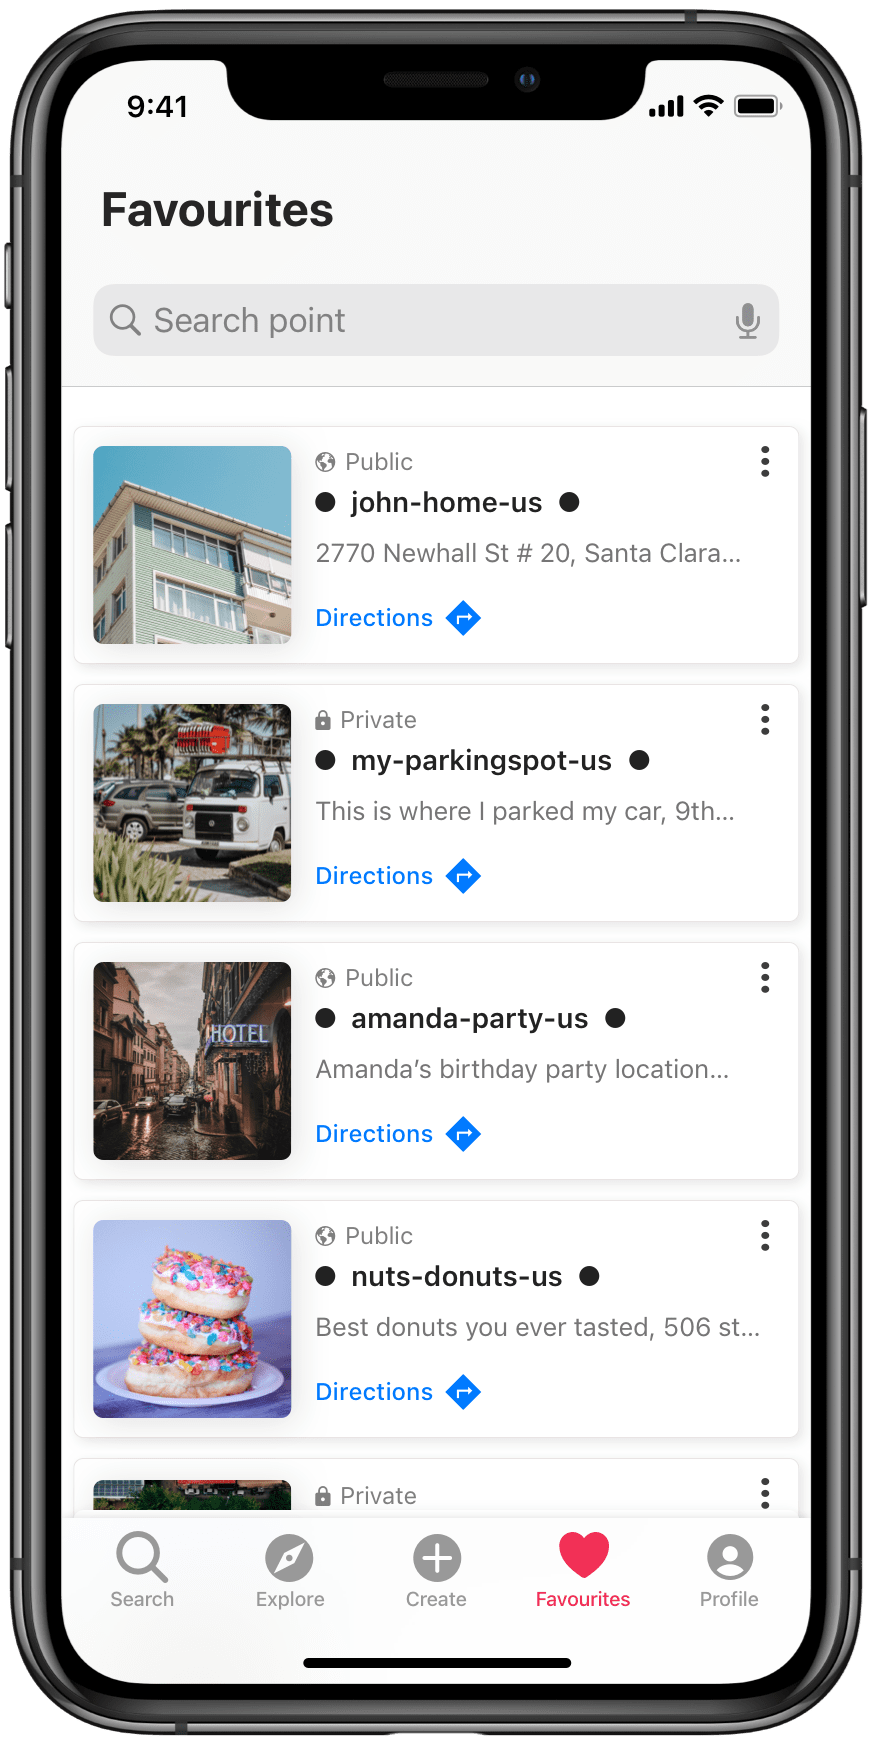 9:41
Favourites
Search point
Public
● john-home-us ●
2770 Newhall St # 20, Santa Clara...
Directions
Private
● my-parkingspot-us ●
This is where I parked my car, 9th...
Directions
HOTEL
Public
● amanda-party-us ●
Amanda’s birthday party location...
Directions
Public
● nuts-donuts-us ●
Best donuts you ever tasted, 506 st...
Directions
Private
Search
Explore
Create
Favourites
Profile